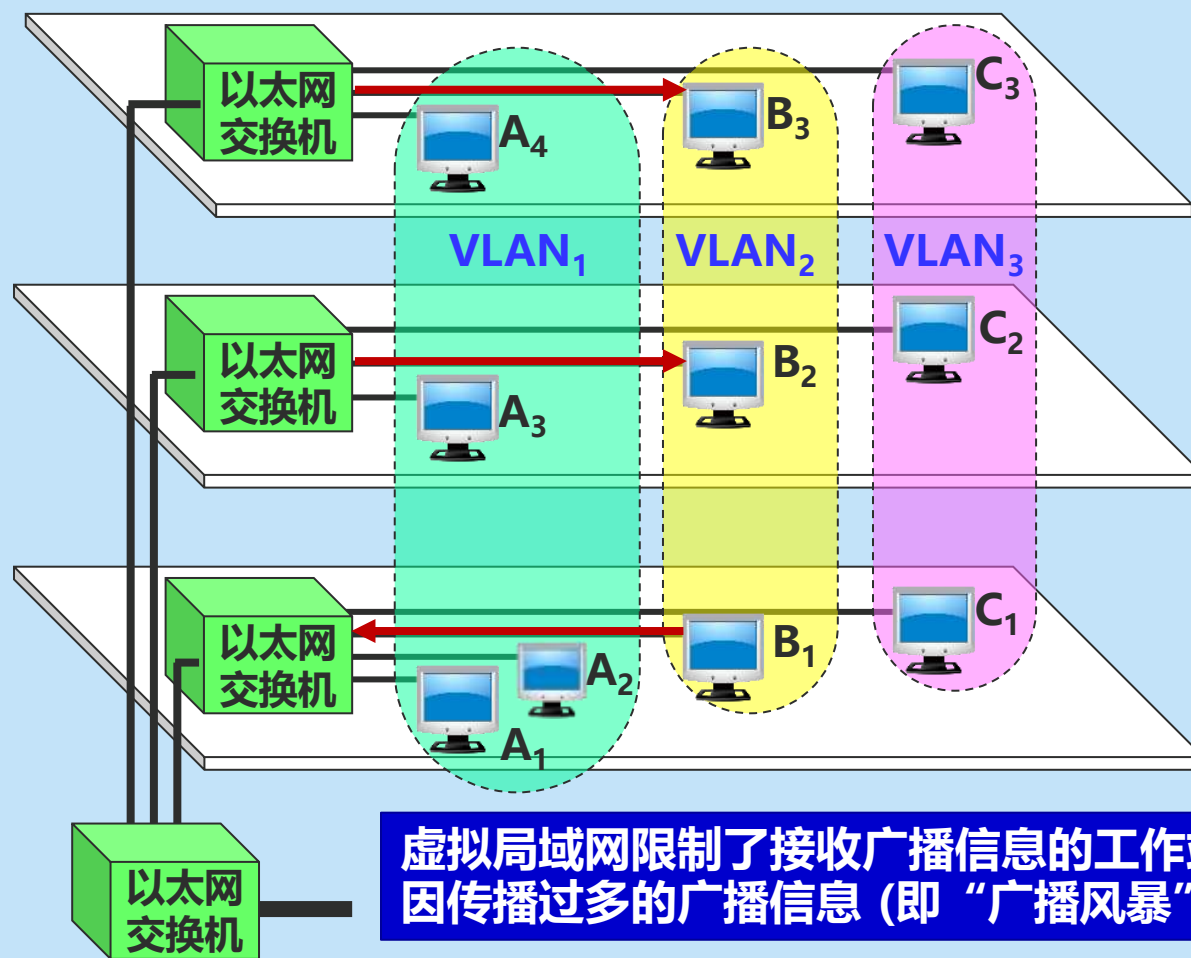 以太网
交换机
A4
B3
C3
VLAN1
VLAN2
VLAN3
以太网
交换机
A3
B2
C2
以太网
交换机
A2
A1
B1
C1
以太网
交换机
虚拟局域网限制了接收广播信息的工作
因传播过多的广播信息 (即“广播风暴”